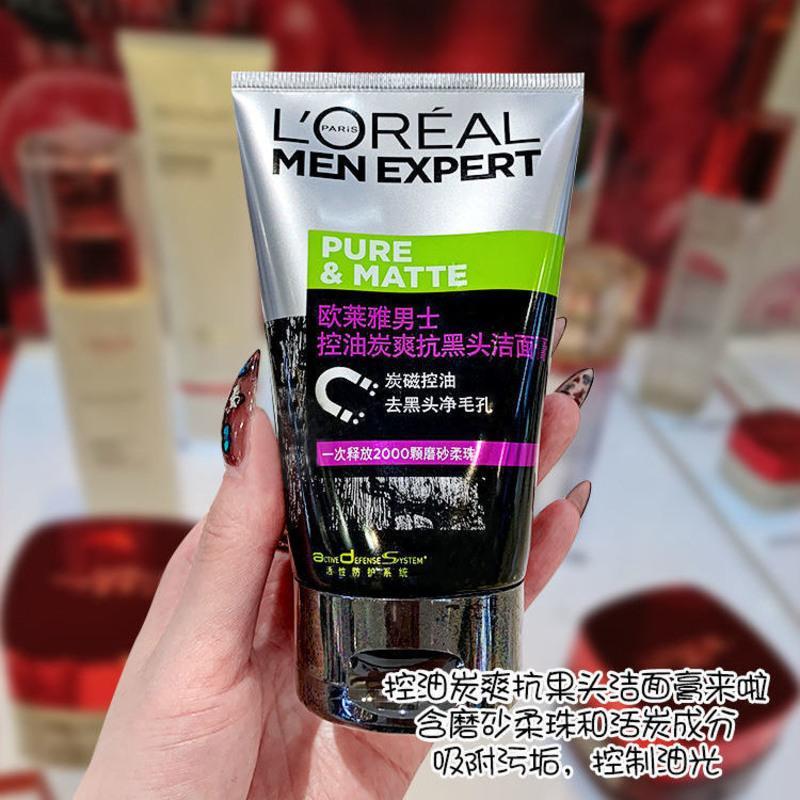 L'ORÉAL
PARIS
MEN EXPERT
PURE
& MATTE
欧莱雅男士
控油炭爽抗黑头洁面
炭磁控油
去黑头净毛孔
一次释放2000颗磨砂柔珠
ACTIVE DEFENSE SYSTEM
活性防护系统
控油炭爽抗黑头洁面膏来啦
含磨砂柔珠和活炭成分
吸附污垢，控制油光